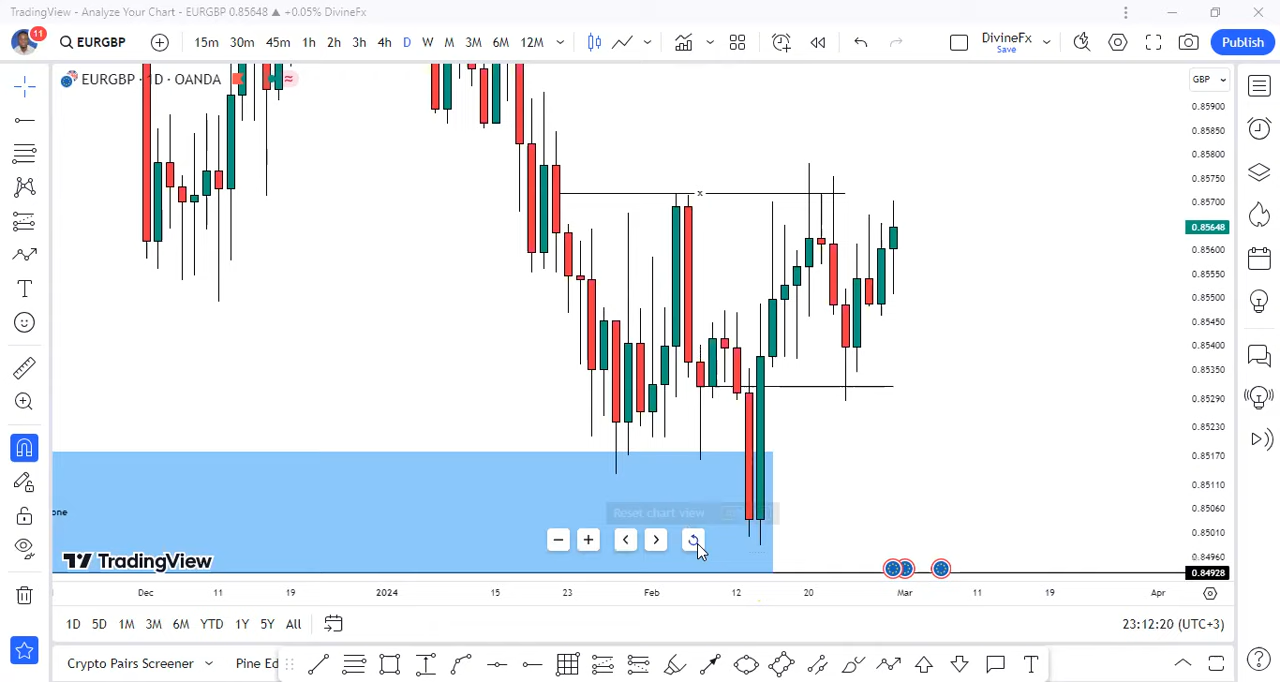 TradingView - Analyze Your Chart - EURGBP 0.85648 ▲ +0.05% DivineFx
11
EURGBP
15m 30m 45m 1h 2h 3h 4h D W M 3M 6M 12M
DivineFx
Save
Publish
EURGBP · 1D · OANDA
GBP
0.85900
0.85850
0.85800
0.85750
0.85700
0.85648
0.85600
0.85550
0.85500
0.85450
0.85400
0.85350
0.85290
0.85230
0.85170
0.85110
0.85060
0.85010
0.84960
0.84928
x
one
Reset chart view
TradingView
Dec 11 19 2024 15 23 Feb 12 20 Mar 11 19 Apr
1D 5D 1M 3M 6M YTD 1Y 5Y All
23:12:20 (UTC+3)
Crypto Pairs Screener Pine Ed